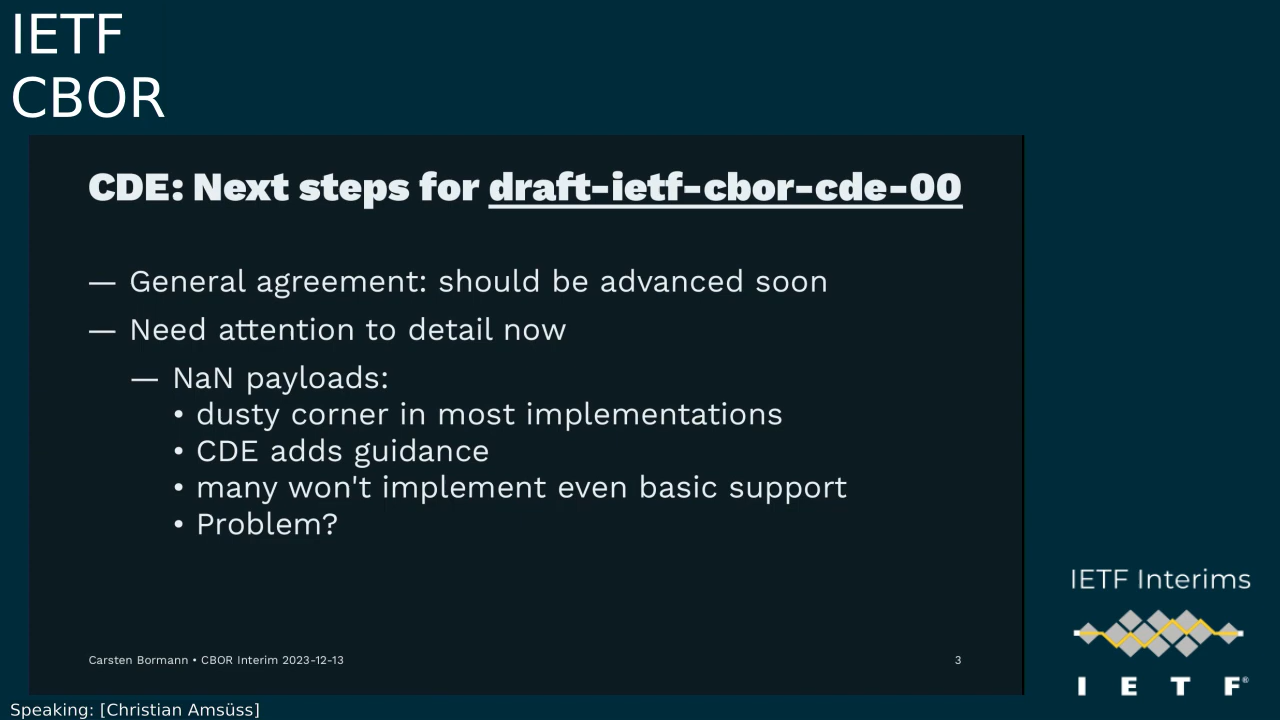 IETF
CBOR
CDE: Next steps for draft-ietf-cbor-cde-00
— General agreement: should be advanced soon
— Need attention to detail now
— NaN payloads:
• dusty corner in most implementations
• CDE adds guidance
• many won't implement even basic support
• Problem?
Carsten Bormann • CBOR Interim 2023-12-13
3
IETF Interims
I E T F®
Speaking: [Christian Amsüss]